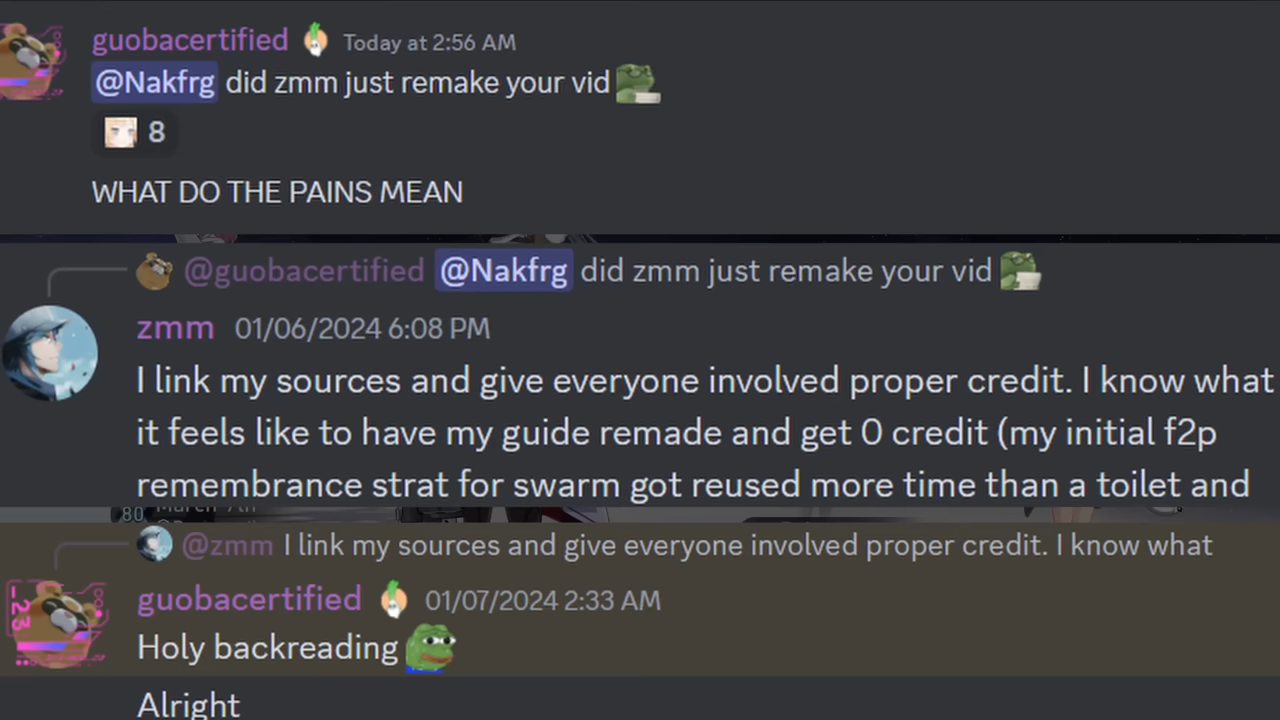 guobacertified Today at 2:56 AM
@Nakfrg did zmm just remake your vid
8
WHAT DO THE PAINS MEAN
@guobacertified @Nakfrg did zmm just remake your vid
zmm 01/06/2024 6:08 PM
I link my sources and give everyone involved proper credit. I know what
it feels like to have my guide remade and get 0 credit (my initial f2p
remembrance strat for swarm got reused more time than a toilet and
80 March 7th
@zmm I link my sources and give everyone involved proper credit. I know what
guobacertified 01/07/2024 2:33 AM
23
Holy backreading
Alright